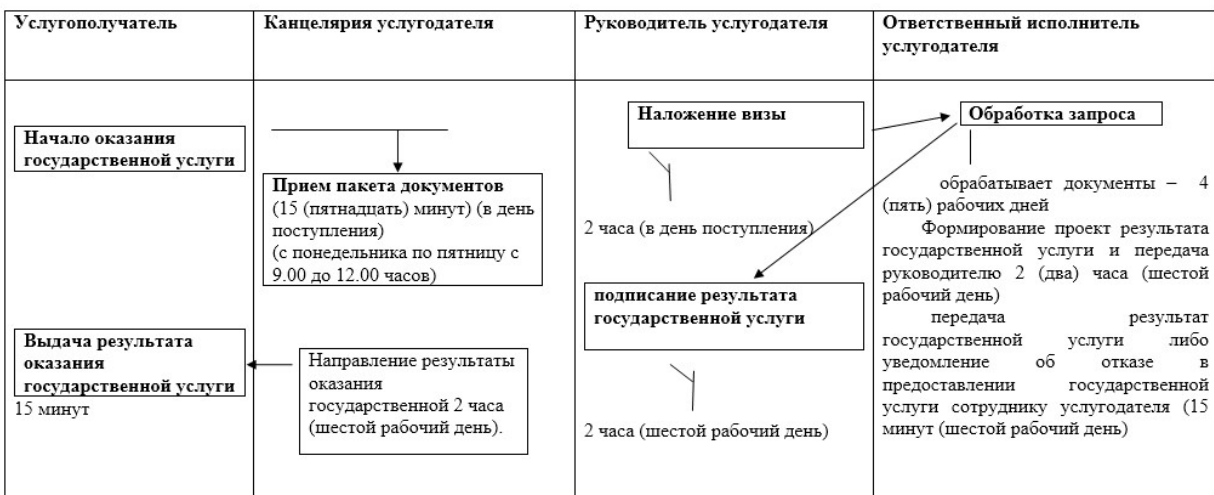 Услугополучатель
Канцелярия услугодателя
Руководитель услугодателя
Ответственный исполнитель
услугодателя
Начало оказания
государственной услуги
Выдача результата
оказания
государственной услуги
15 минут
Прием пакета документов
(15 (пятнадцать) минут) (в день
поступления)
(с понедельника по пятницу с
9.00 до 12.00 часов)
Направление результаты
оказания
государственной 2 часа
(шестой рабочий день).
Наложение визы
2 часа (в день поступления)
подписание результата
государственной услуги
2 часа (шестой рабочий день)
Обработка запроса
обрабатывает документы – 4
(пять) рабочих дней
Формирование проект результата
государственной услуги и передача
руководителю 2 (два) часа (шестой
рабочий день)
передача результат
государственной услуги либо
уведомление об отказе в
предоставлении государственной
услуги сотруднику услугодателя (15
минут (шестой рабочий день)